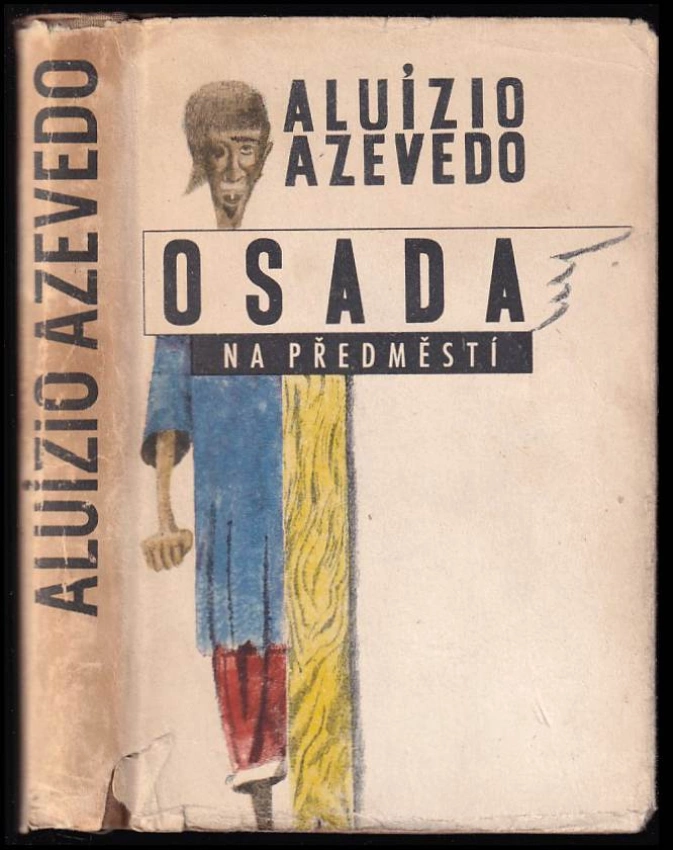 ALUÍZIO AZEVEDO
ALUÍZIO
AZEVEDO
OSADA
NA PŘEDMĚSTÍ